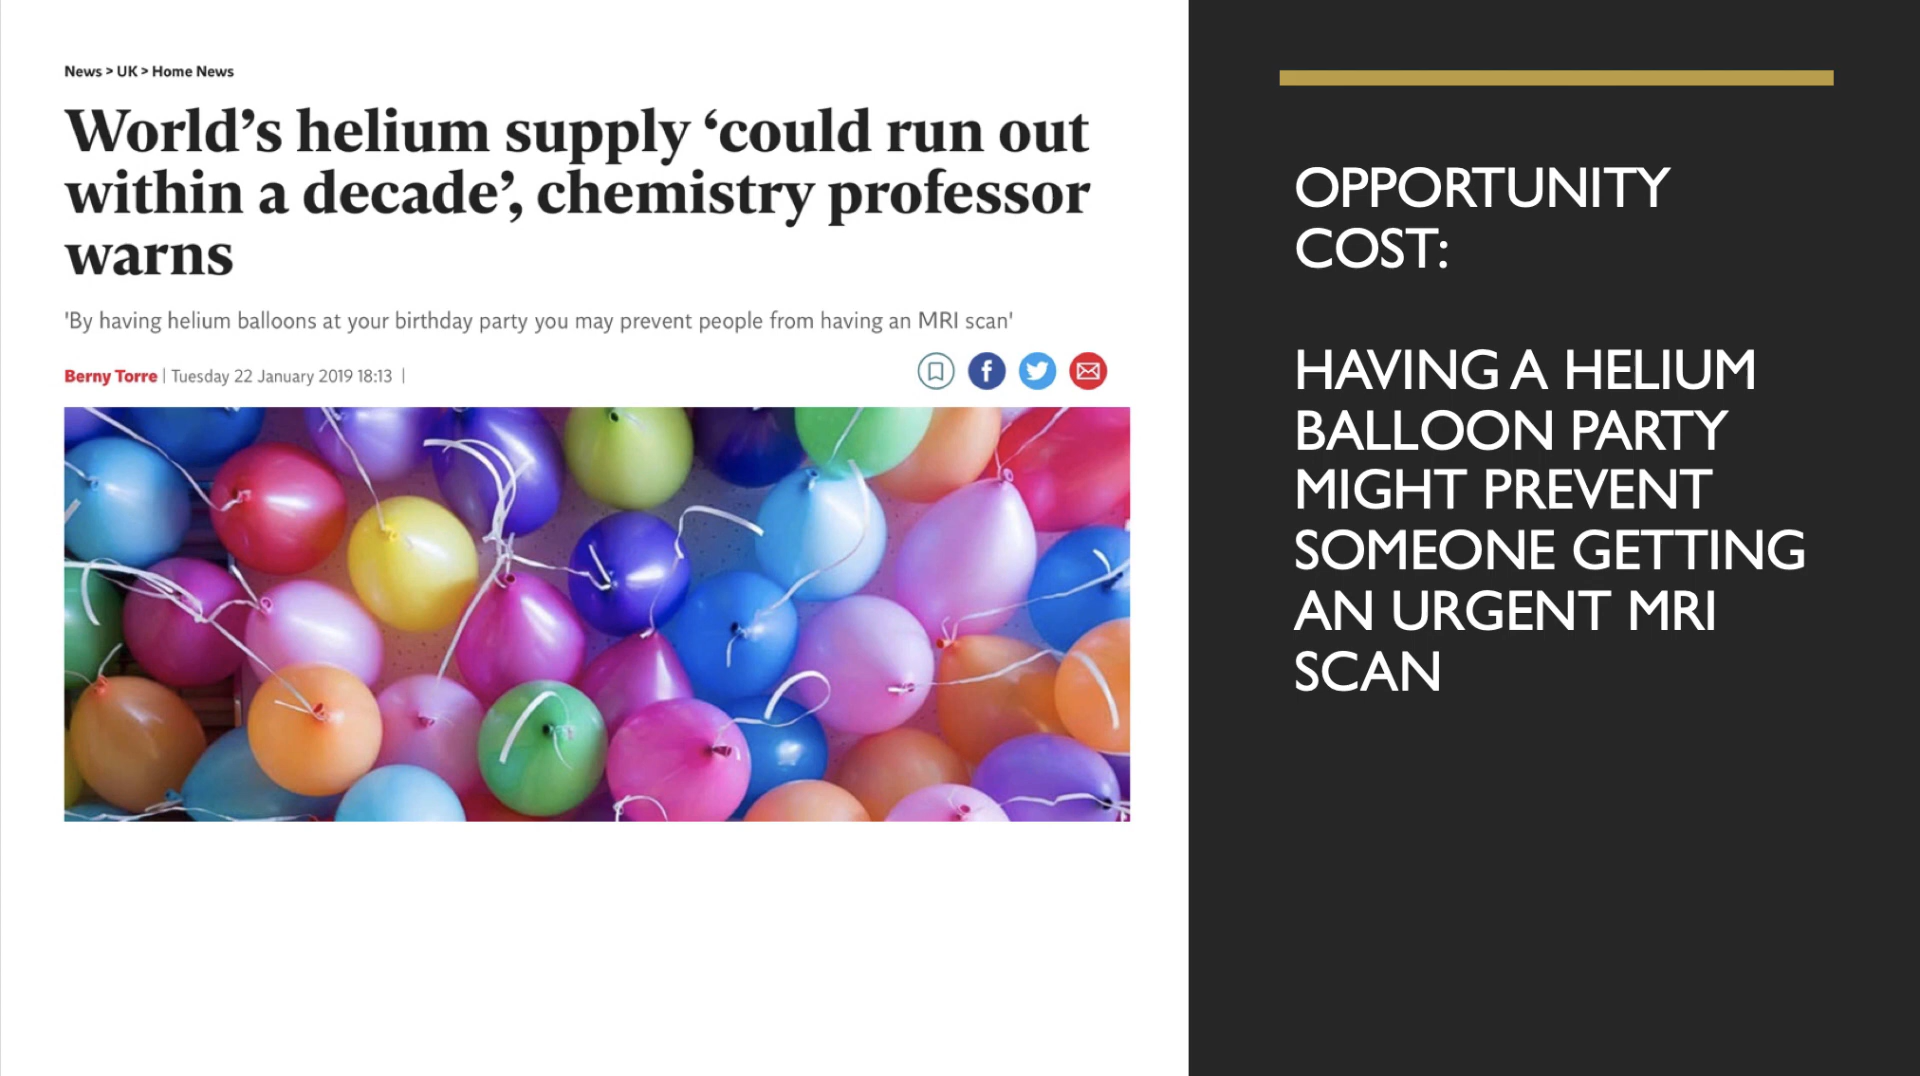 News > UK > Home News
World’s helium supply ‘could run out
within a decade’, chemistry professor
warns
'By having helium balloons at your birthday party you may prevent people from having an MRI scan'
Berny Torre | Tuesday 22 January 2019 18:13 |
OPPORTUNITY
COST:
HAVING A HELIUM
BALLOON PARTY
MIGHT PREVENT
SOMEONE GETTING
AN URGENT MRI
SCAN